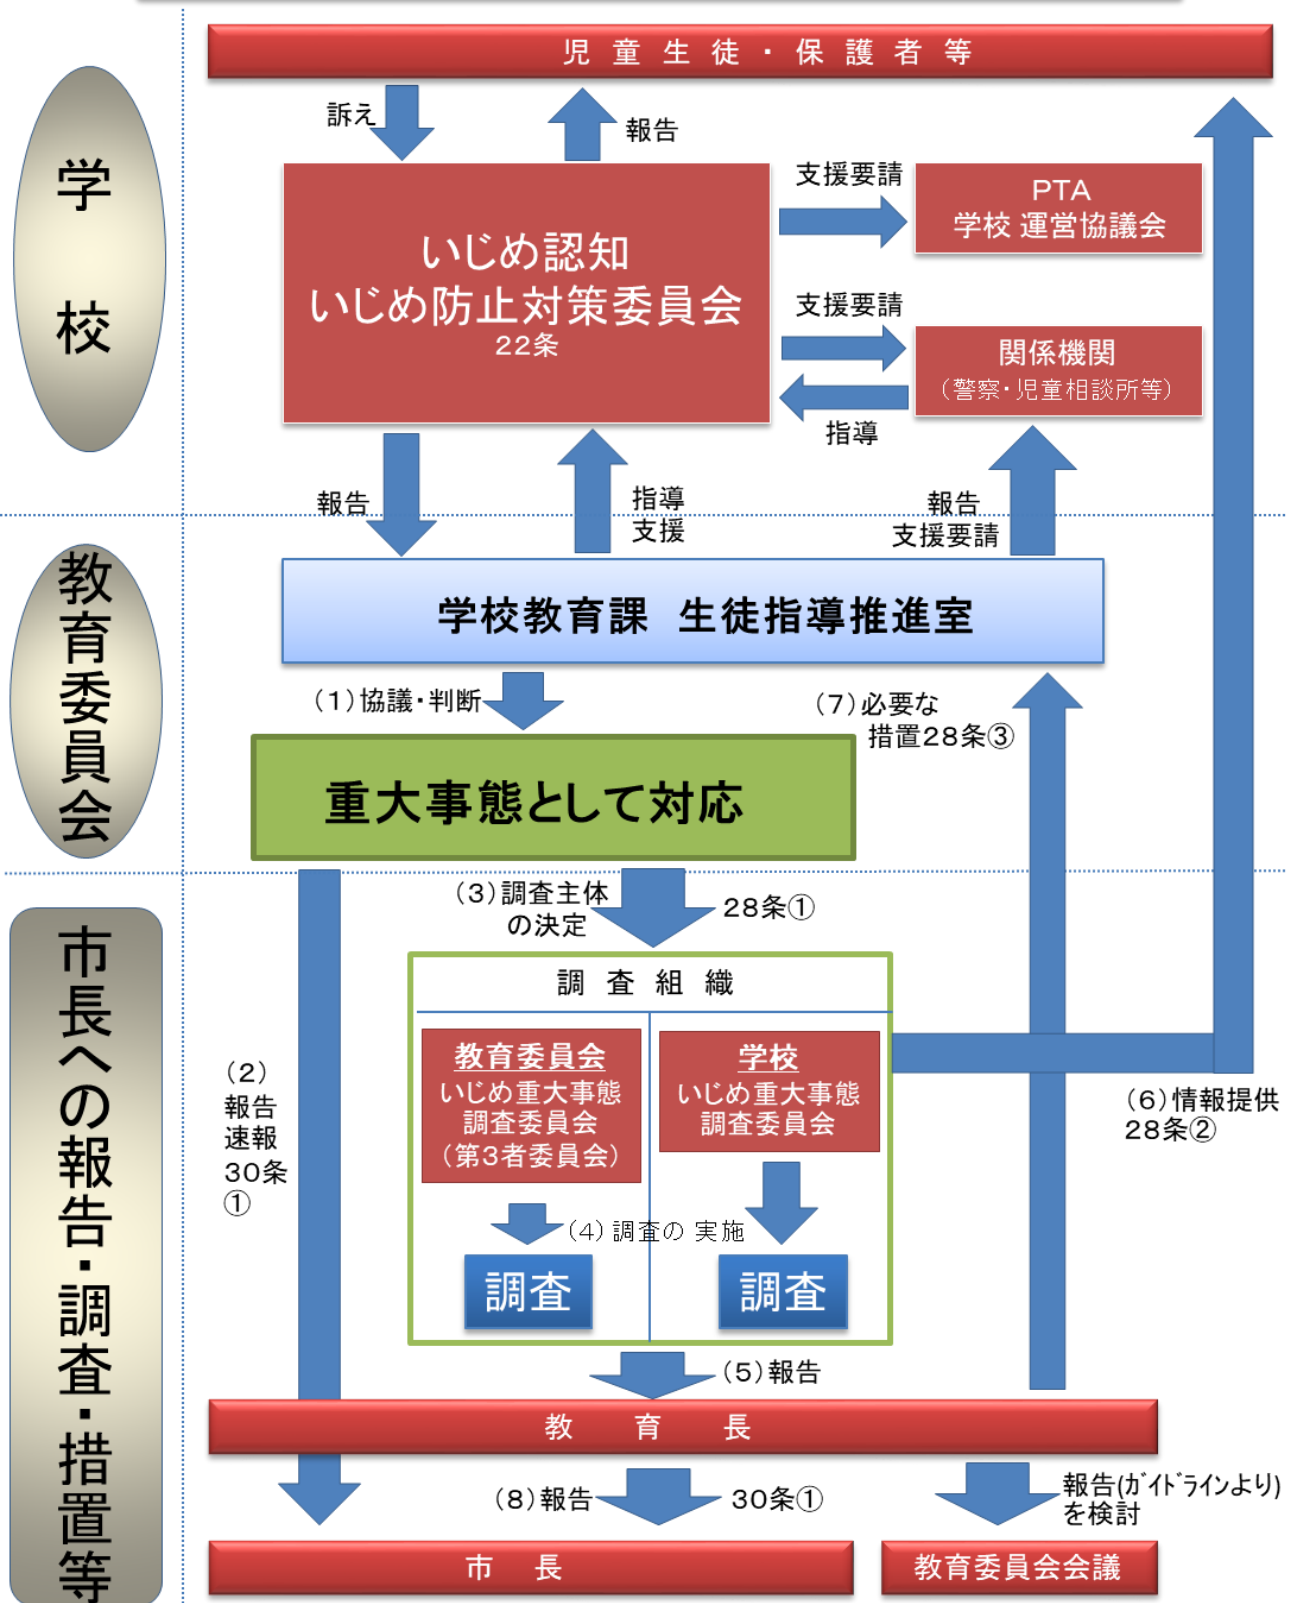 児童生徒・保護者等
学校
訴え
報告
いじめ認知
いじめ防止対策委員会
22条
支援要請
PTA
学校 運営協議会
支援要請
関係機関
（警察・児童相談所等）
指導
報告
指導
支援
報告
支援要請
教育委員会
学校教育課　生徒指導推進室
（１）協議・判断
（７）必要な
措置28条③
重大事態として対応
市長への報告・調査・措置等
（３）調査主体
の決定
28条①
調査組織
教育委員会
いじめ重大事態
調査委員会
（第３者委員会）
学校
いじめ重大事態
調査委員会
（２）
報告
速報
30条
①
（６）情報提供
28条②
（４）調査の 実施
調査
調査
（５）報告
教育長
（８）報告
30条①
報告(ｶﾞｲﾄﾞﾗｲﾝより)
を検討
市長
教育委員会会議